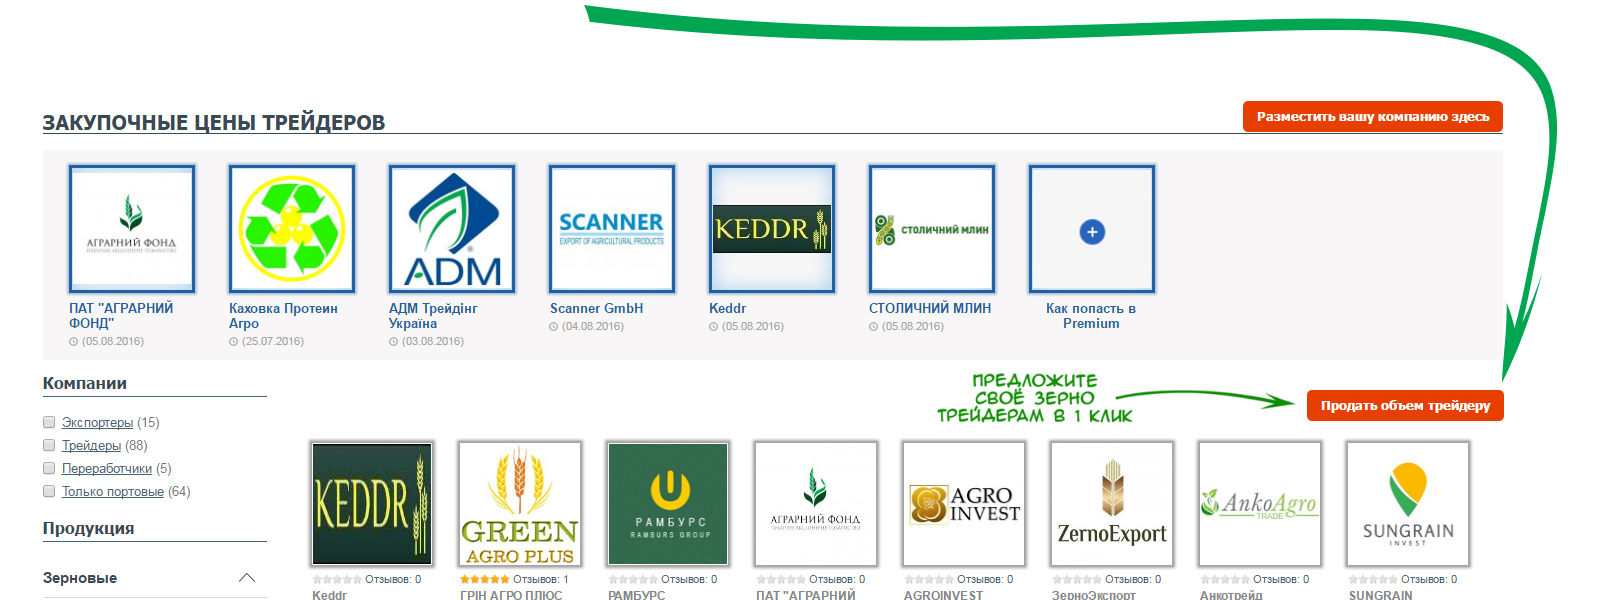 ЗАКУПОЧНЫЕ ЦЕНЫ ТРЕЙДЕРОВ
Разместить вашу компанию здесь
АГРАРНИЙ ФОНД
ПУБЛІЧНЕ АКЦІОНЕРНЕ ТОВАРИСТВО
ADM
SCANNER
EXPORT OF AGRICULTURAL PRODUCTS
KEDDR
СТОЛИЧНИЙ МЛИН
ПАТ "АГРАРНИЙ
ФОНД"
(05.08.2016)
Каховка Протеин
Агро
(25.07.2016)
АДМ Трейдінг
Україна
(03.08.2016)
Scanner GmbH
(04.08.2016)
Keddr
(05.08.2016)
СТОЛИЧНИЙ МЛИН
(05.08.2016)
Как попасть в
Premium
Компании
Экспортеры (15)
Трейдеры (88)
Переработчики (5)
Только портовые (64)
Продукция
Зерновые
ПРЕДЛОЖИТЕ
СВОЁ ЗЕРНО
ТРЕЙДЕРАМ В 1 КЛИК
Продать объем трейдеру
KEDDR
GREEN
AGRO PLUS
РАМБУРС
RAMBURS GROUP
АГРАРНИЙ ФОНД
ПУБЛІЧНЕ АКЦІОНЕРНЕ ТОВАРИСТВО
AGRO
INVEST
ZernoExport
AnkoAgro
TRADE
SUNGRAIN
INVEST
Отзывов: 0
Keddr
Отзывов: 1
ГРІН АГРО ПЛЮС
Отзывов: 0
РАМБУРС
Отзывов: 0
ПАТ "АГРАРНИЙ
Отзывов: 0
AGROINVEST
Отзывов: 0
ЗерноЭкспорт
Отзывов: 0
Анкотрейд
Отзывов: 0
SUNGRAIN